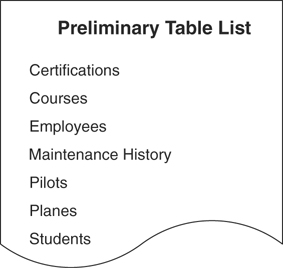 Preliminary Table List
Certifications
Courses
Employees
Maintenance History
Pilots
Planes
Students